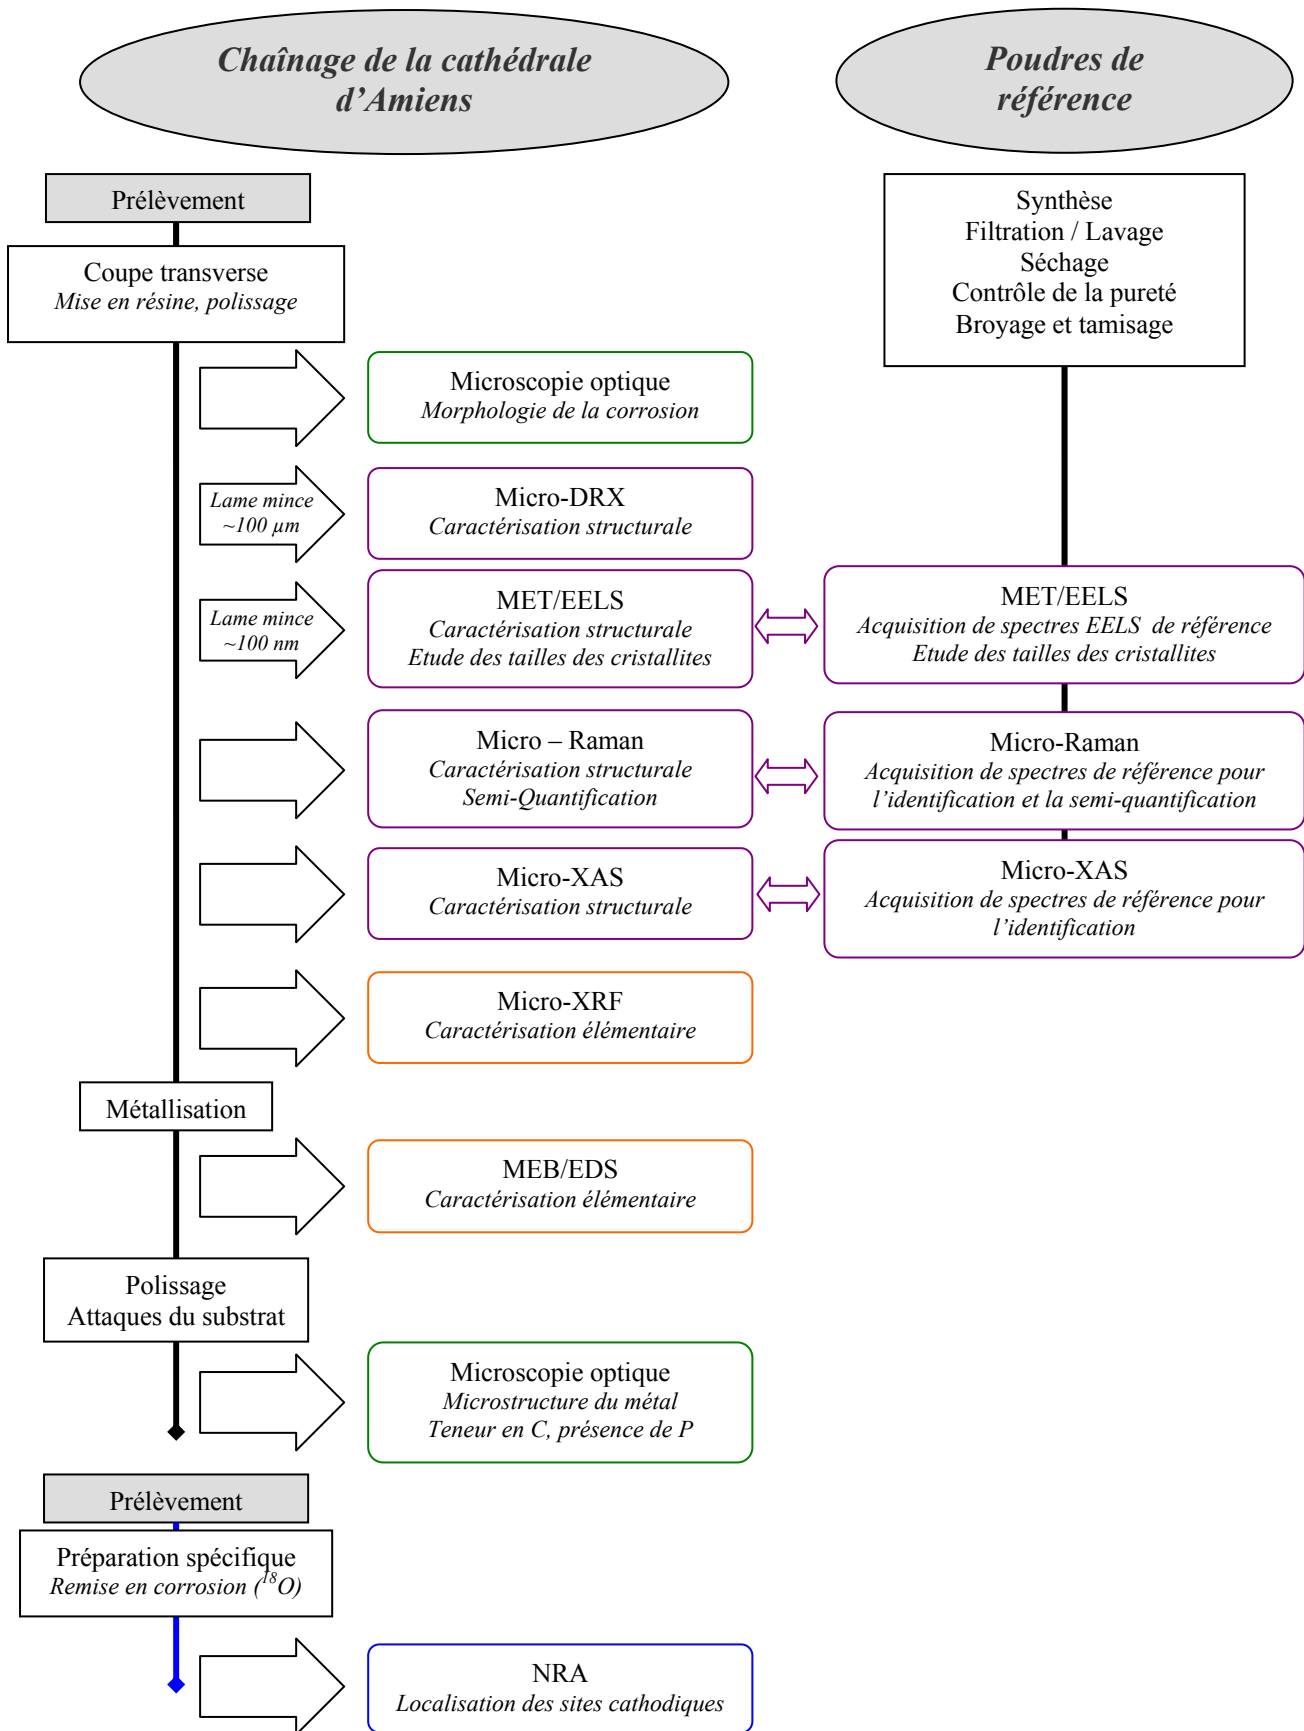 Chaînage de la cathédrale
d'Amiens
Poudres de
référence
Prélèvement
Coupe transverse
Mise en résine, polissage
Synthèse
Filtration / Lavage
Séchage
Contrôle de la pureté
Broyage et tamisage
Microscopie optique
Morphologie de la corrosion
Lame mince
~100 µm
Micro-DRX
Caractérisation structurale
Lame mince
~100 nm
MET/EELS
Caractérisation structurale
Etude des tailles des cristallites
MET/EELS
Acquisition de spectres EELS de référence
Etude des tailles des cristallites
Micro – Raman
Caractérisation structurale
Semi-Quantification
Micro-Raman
Acquisition de spectres de référence pour
l'identification et la semi-quantification
Micro-XAS
Caractérisation structurale
Micro-XAS
Acquisition de spectres de référence pour
l'identification
Micro-XRF
Caractérisation élémentaire
Métallisation
MEB/EDS
Caractérisation élémentaire
Polissage
Attaques du substrat
Microscopie optique
Microstructure du métal
Teneur en C, présence de P
Prélèvement
Préparation spécifique
Remise en corrosion (¹⁸O)
NRA
Localisation des sites cathodiques